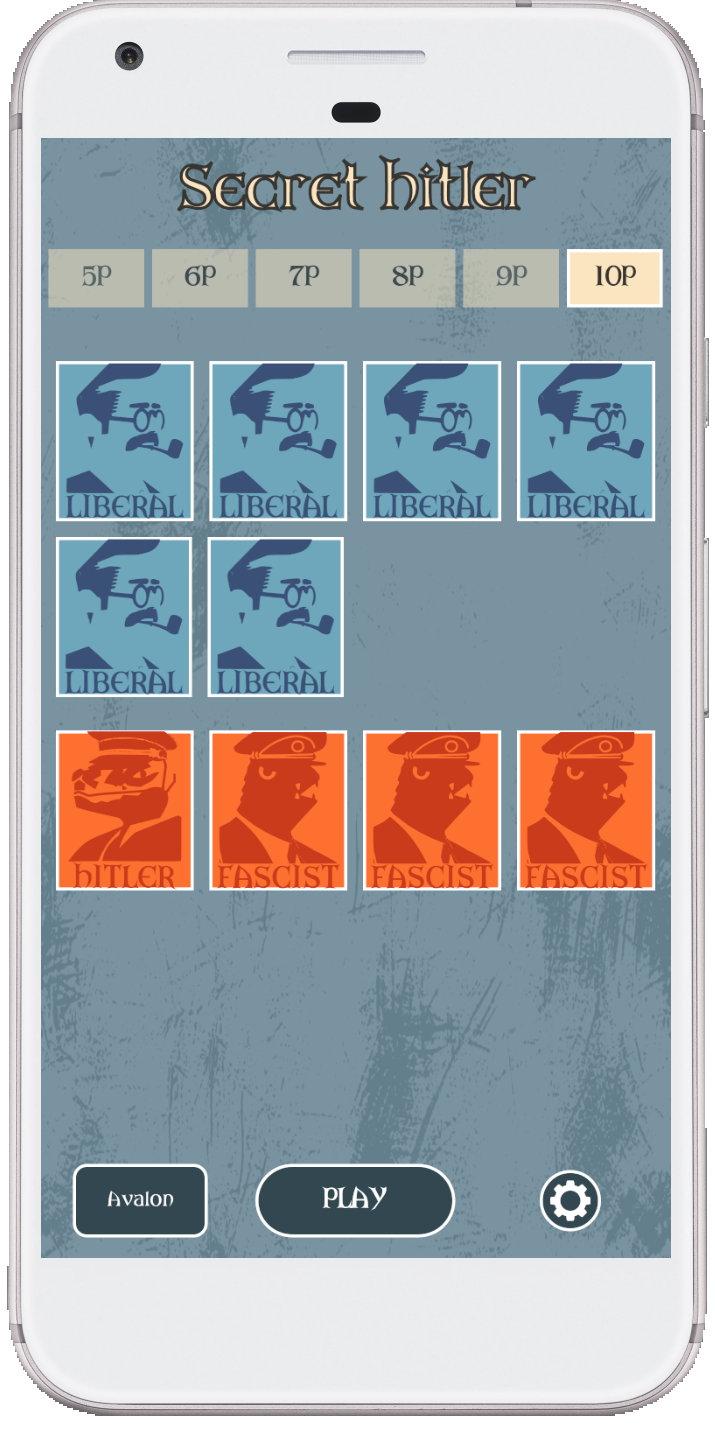 Secret hitler
5P 6P 7P 8P 9P 10P
LIBERAL LIBERAL LIBERAL LIBERAL
LIBERAL LIBERAL
hITLER FASCIST FASCIST FASCIST
Avalon PLAY